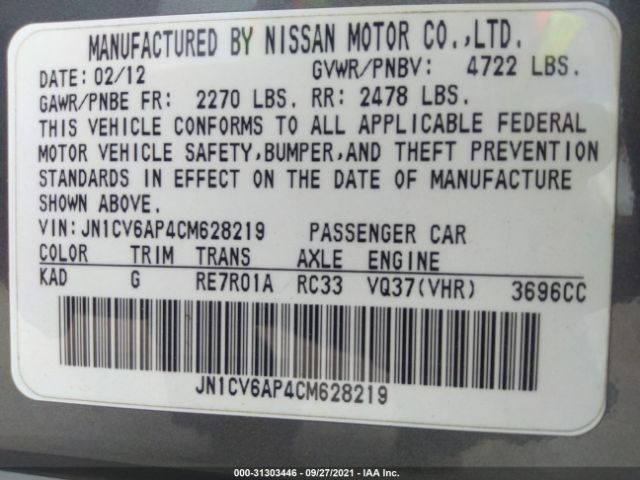 MANUFACTURED BY NISSAN MOTOR CO.,LTD.
DATE: 02/12 GVWR/PNBV: 4722 LBS.
GAWR/PNBE FR: 2270 LBS. RR: 2478 LBS.
THIS VEHICLE CONFORMS TO ALL APPLICABLE FEDERAL
MOTOR VEHICLE SAFETY,BUMPER,AND THEFT PREVENTION
STANDARDS IN EFFECT ON THE DATE OF MANUFACTURE
SHOWN ABOVE.
VIN:JN1CV6AP4CM628219 PASSENGER CAR
COLOR TRIM TRANS AXLE ENGINE
KAD G RE7R01A RC33 VQ37(VHR) 3696CC
JN1CV6AP4CM628219
000-31303446 - 09/27/2021 - IAA Inc.